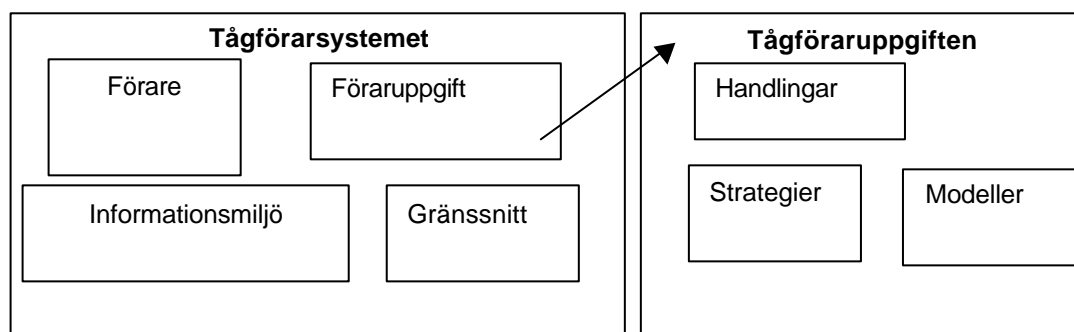 Tågförarsystemet
Förare
Föraruppgift
Informationsmiljö
Gränssnitt
Tågföraruppgiften
Handlingar
Strategier
Modeller